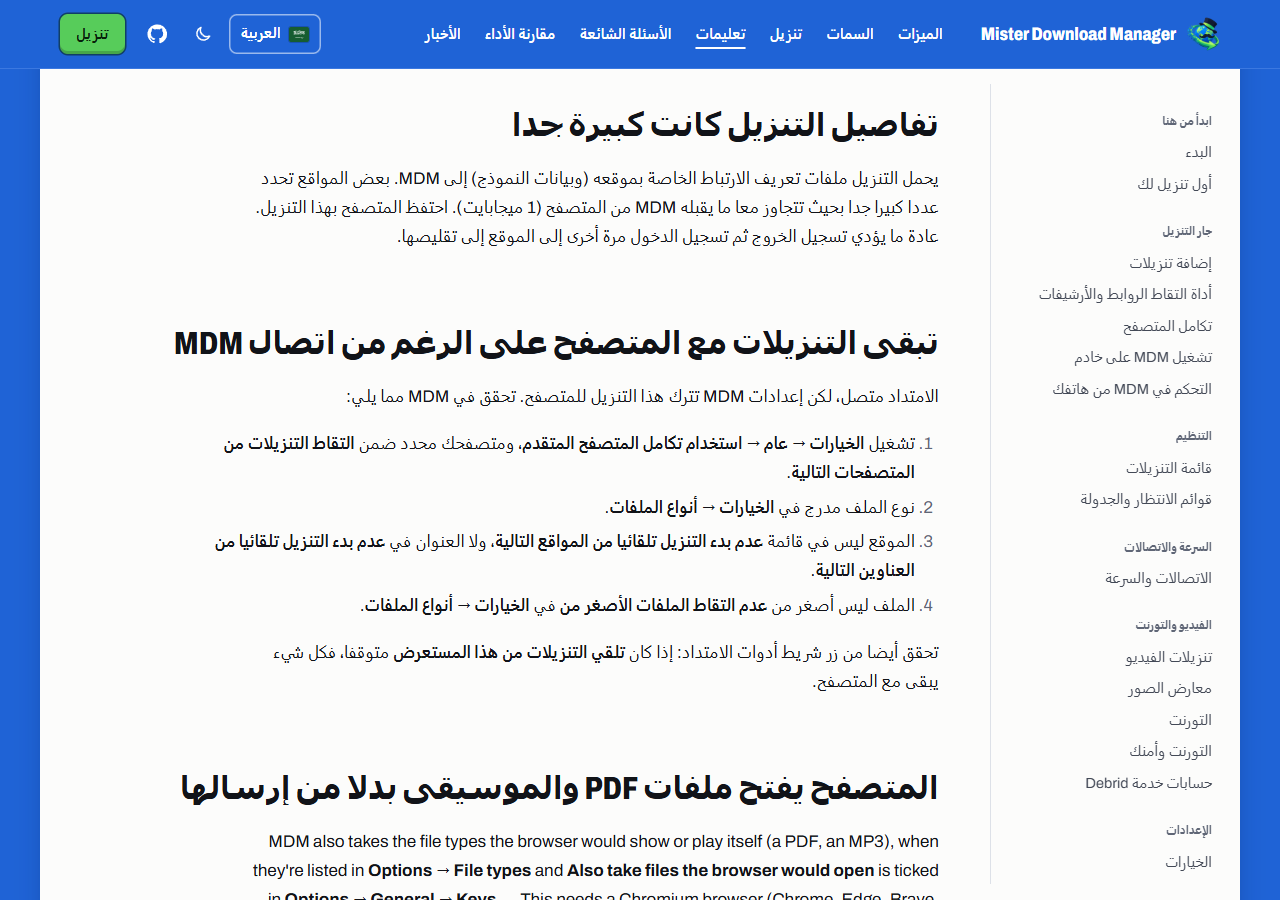 Mister Download Manager
الميزات
السمات
تنزيل
تعليمات
الأسئلة الشائعة
مقارنة الأداء
الأخبار
العربية
تنزيل
ابدأ من هنا
البدء
أول تنزيل لك
جار التنزيل
إضافة تنزيلات
أداة التقاط الروابط والأرشيفات
تكامل المتصفح
تشغيل MDM على خادم
التحكم في MDM من هاتفك
التنظيم
قائمة التنزيلات
قوائم الانتظار والجدولة
السرعة والاتصالات
الاتصالات والسرعة
الفيديو والتورنت
تنزيلات الفيديو
معارض الصور
التورنت
التورنت وأمنك
حسابات خدمة Debrid
الإعدادات
الخيارات
تفاصيل التنزيل كانت كبيرة جدا
يحمل التنزيل ملفات تعريف الارتباط الخاصة بموقعه (وبيانات النموذج) إلى MDM. بعض المواقع تحدد
عددا كبيرا جدا بحيث تتجاوز معا ما يقبله MDM من المتصفح (1 ميجابايت). احتفظ المتصفح بهذا التنزيل.
عادة ما يؤدي تسجيل الخروج ثم تسجيل الدخول مرة أخرى إلى الموقع إلى تقليصها.
تبقى التنزيلات مع المتصفح على الرغم من اتصال MDM
الامتداد متصل، لكن إعدادات MDM تترك هذا التنزيل للمتصفح. تحقق في MDM مما يلي:
1. تشغيل الخيارات → عام → استخدام تكامل المتصفح المتقدم، ومتصفحك محدد ضمن التقاط التنزيلات من
المتصفحات التالية.
2. نوع الملف مدرج في الخيارات → أنواع الملفات.
3. الموقع ليس في قائمة عدم بدء التنزيل تلقائيا من المواقع التالية، ولا العنوان في عدم بدء التنزيل تلقائيا من
العناوين التالية.
4. الملف ليس أصغر من عدم التقاط الملفات الأصغر من في الخيارات → أنواع الملفات.
تحقق أيضا من زر شريط أدوات الامتداد: إذا كان تلقي التنزيلات من هذا المستعرض متوقفا، فكل شيء
يبقى مع المتصفح.
المتصفح يفتح ملفات PDF والموسيقى بدلا من إرسالها
MDM also takes the file types the browser would show or play itself (a PDF, an MP3), when
they're listed in Options → File types and Also take files the browser would open is ticked
in Options → General → Keys… This needs a Chromium browser (Chrome, Edge, Brave,